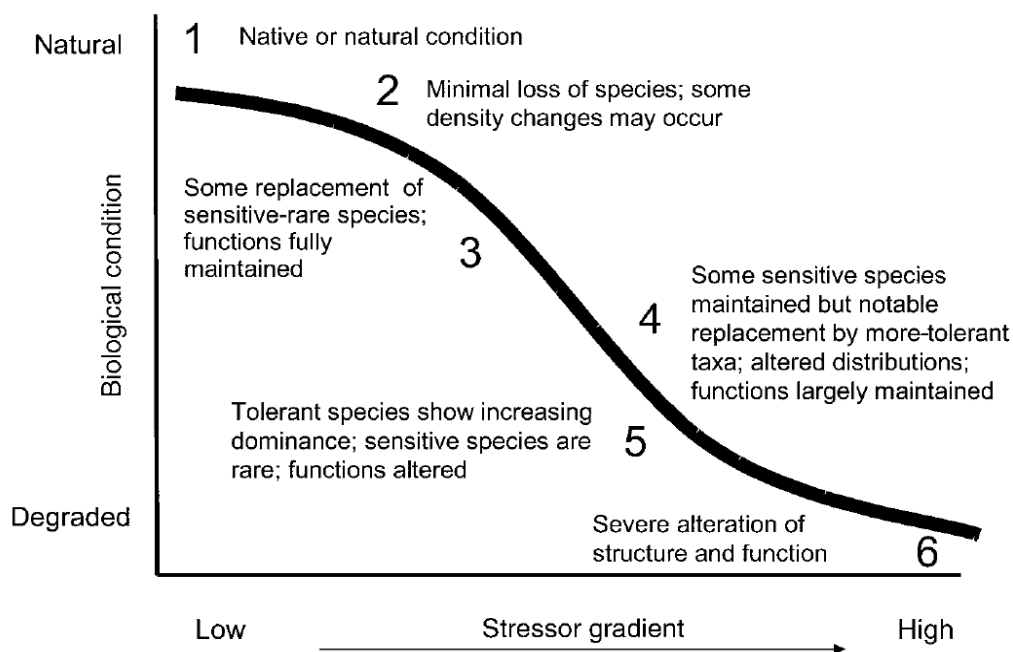 Natural
1 Native or natural condition
2 Minimal loss of species; some
density changes may occur
Some replacement of
sensitive-rare species;
functions fully
maintained
3
Biological condition
Some sensitive species
maintained but notable
4 replacement by more-tolerant
taxa; altered distributions;
functions largely maintained
Tolerant species show increasing
dominance; sensitive species are
rare; functions altered
5
Degraded
Severe alteration of
structure and function
6
Low Stressor gradient High